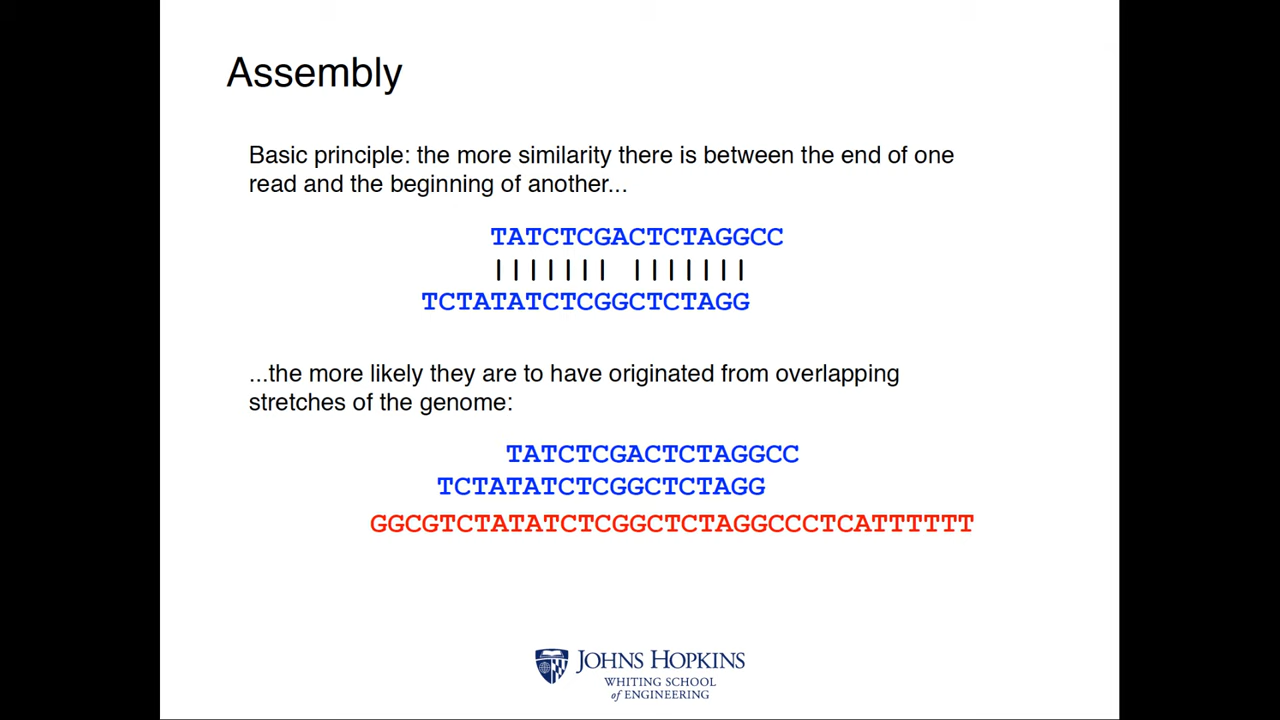 Assembly
Basic principle: the more similarity there is between the end of one
read and the beginning of another...
TATCTCGACTCTAGGCC
||||||| |||||||
TCTATATCTCGGCTCTAGG
...the more likely they are to have originated from overlapping
stretches of the genome:
TATCTCGACTCTAGGCC
TCTATATCTCGGCTCTAGG
GGCGTCTATATCTCGGCTCTAGGCCCTCATTTTTT
JOHNS HOPKINS
WHITING SCHOOL
of ENGINEERING